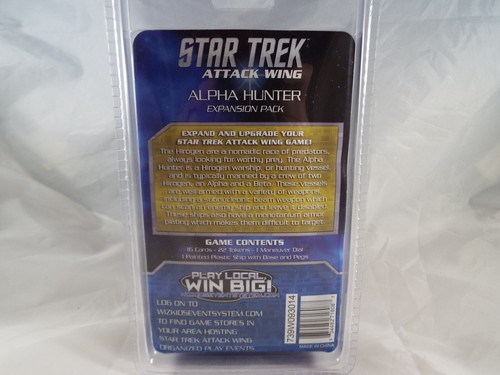 STAR TREK
ATTACK WING
ALPHA HUNTER
EXPANSION PACK
EXPAND AND UPGRADE YOUR
STAR TREK ATTACK WING GAME!
The Hirogen are a nomadic race of predators,
always looking for worthy prey. The Alpha
Hunter is a Hirogen warship, or hunting vessel
and is typically manned by a crew of two
Hirogen, an Alpha and a Beta. These vessels
are well armed with a variety of weapons,
including a subnucleonic beam weapon which
can scan an enemy ship and leave it disabled.
These ships also have a monotanium armor
plating which makes them difficult to target.
GAME CONTENTS
16 Cards • 22 Tokens • 1 Maneuver Dial
1 Painted Plastic Ship with Base and Pegs
PLAY LOCAL,
WIN BIG!
WIZKIDSEVENTSYSTEM.COM
LOG ON TO
WIZKIDSEVENTSYSTEM.COM
TO FIND GAME STORES IN
YOUR AREA HOSTING
STAR TREK ATTACK WING
ORGANIZED PLAY EVENTS
739W093014
MADE IN CHINA